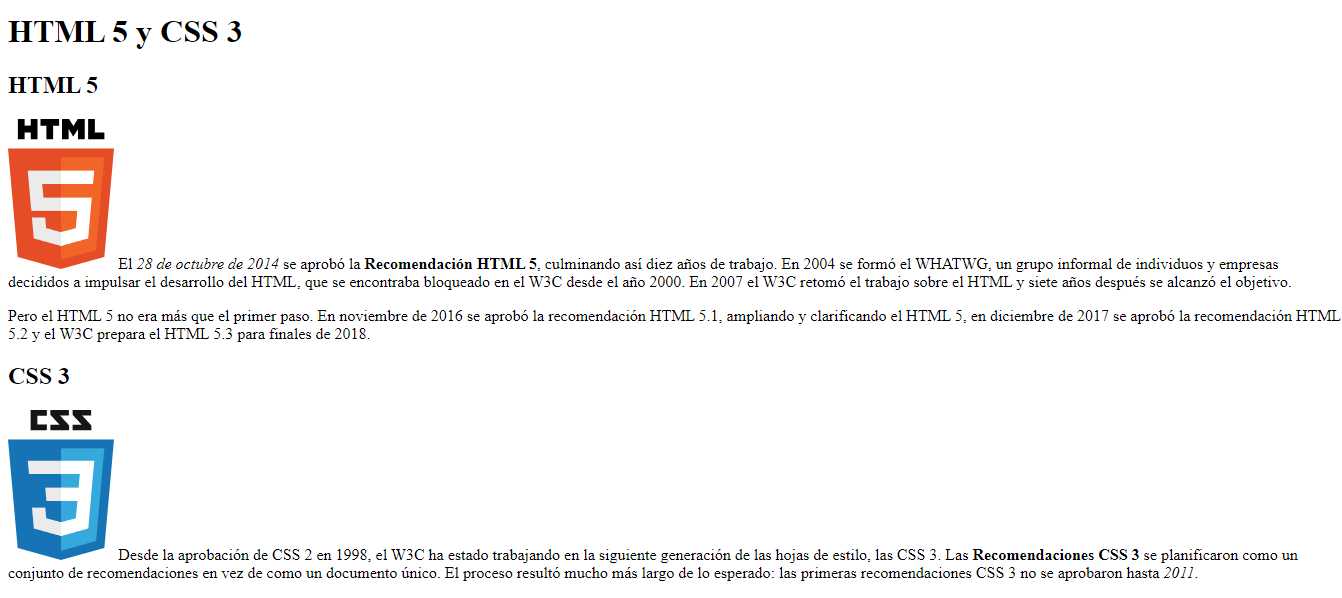 HTML 5 y CSS 3
HTML 5
HTML
5
El 28 de octubre de 2014 se aprobó la Recomendación HTML 5, culminando así diez años de trabajo. En 2004 se formó el WHATWG, un grupo informal de individuos y empresas
decididos a impulsar el desarrollo del HTML, que se encontraba bloqueado en el W3C desde el año 2000. En 2007 el W3C retomó el trabajo sobre el HTML y siete años después se alcanzó el objetivo.
Pero el HTML 5 no era más que el primer paso. En noviembre de 2016 se aprobó la recomendación HTML 5.1, ampliando y clarificando el HTML 5, en diciembre de 2017 se aprobó la recomendación HTML
5.2 y el W3C prepara el HTML 5.3 para finales de 2018.
CSS 3
CSS
3
Desde la aprobación de CSS 2 en 1998, el W3C ha estado trabajando en la siguiente generación de las hojas de estilo, las CSS 3. Las Recomendaciones CSS 3 se planificaron como un
conjunto de recomendaciones en vez de como un documento único. El proceso resultó mucho más largo de lo esperado: las primeras recomendaciones CSS 3 no se aprobaron hasta 2011.